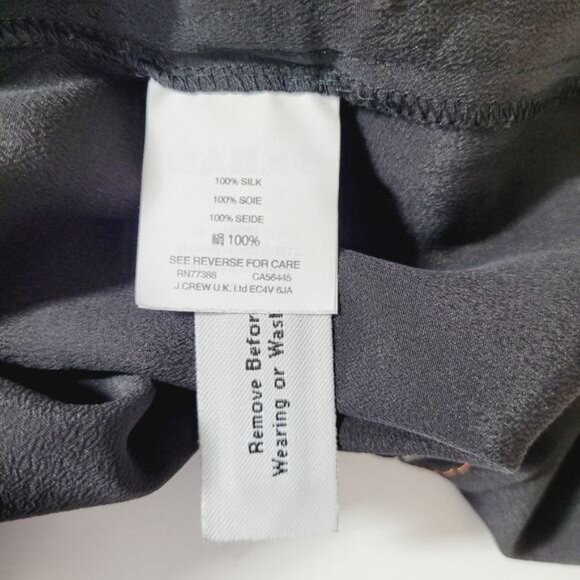 100% SILK
100% SOIE
100% SEIDE
絹 100%
SEE REVERSE FOR CARE
RN77388 CA56445
J.CREW U.K. Ltd EC4V 6JA
Remove Befor
Wearing or Was